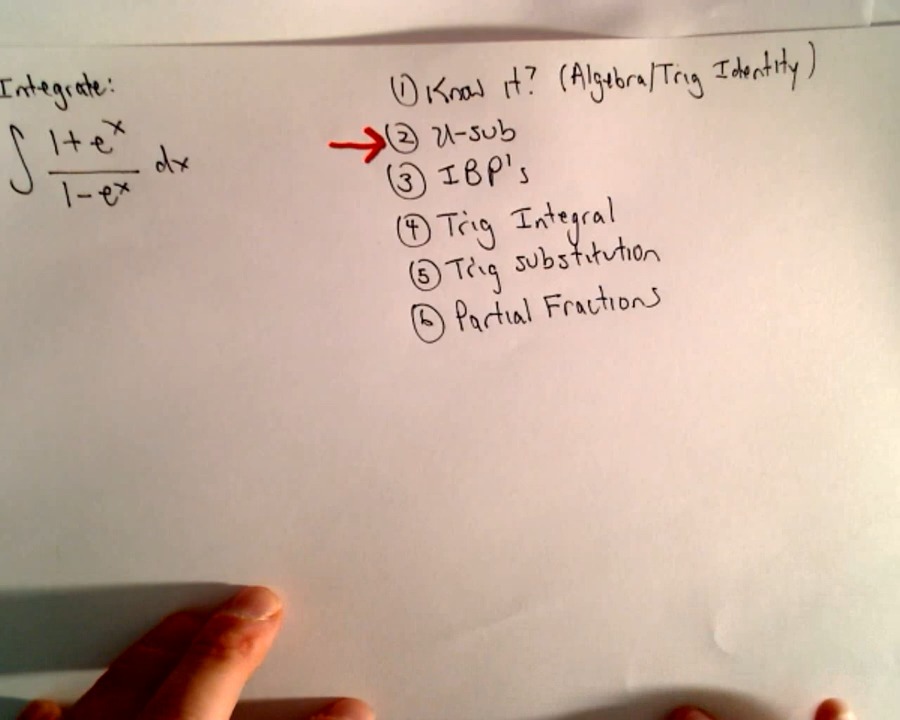 Integrate:
∫ 1+e^x / 1-e^x dx
① Know it? (Algebra/Trig Identity)
② U-sub
③ IBP's
④ Trig Integral
⑤ Trig substitution
⑥ Partial Fractions